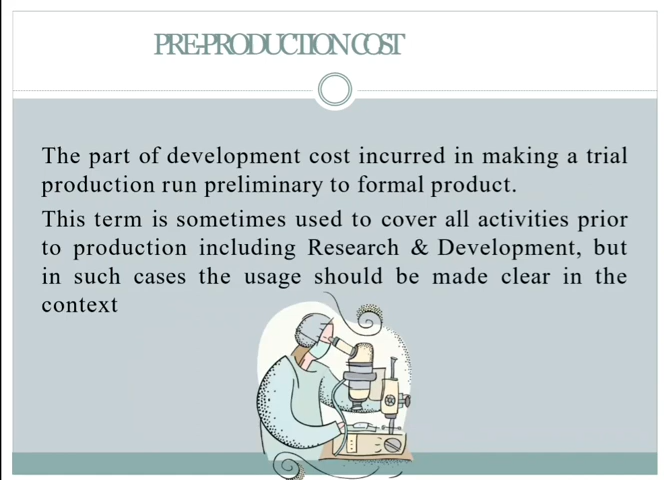 PRE-PRODUCTION COST
The part of development cost incurred in making a trial
production run preliminary to formal product.
This term is sometimes used to cover all activities prior
to production including Research & Development, but
in such cases the usage should be made clear in the
context